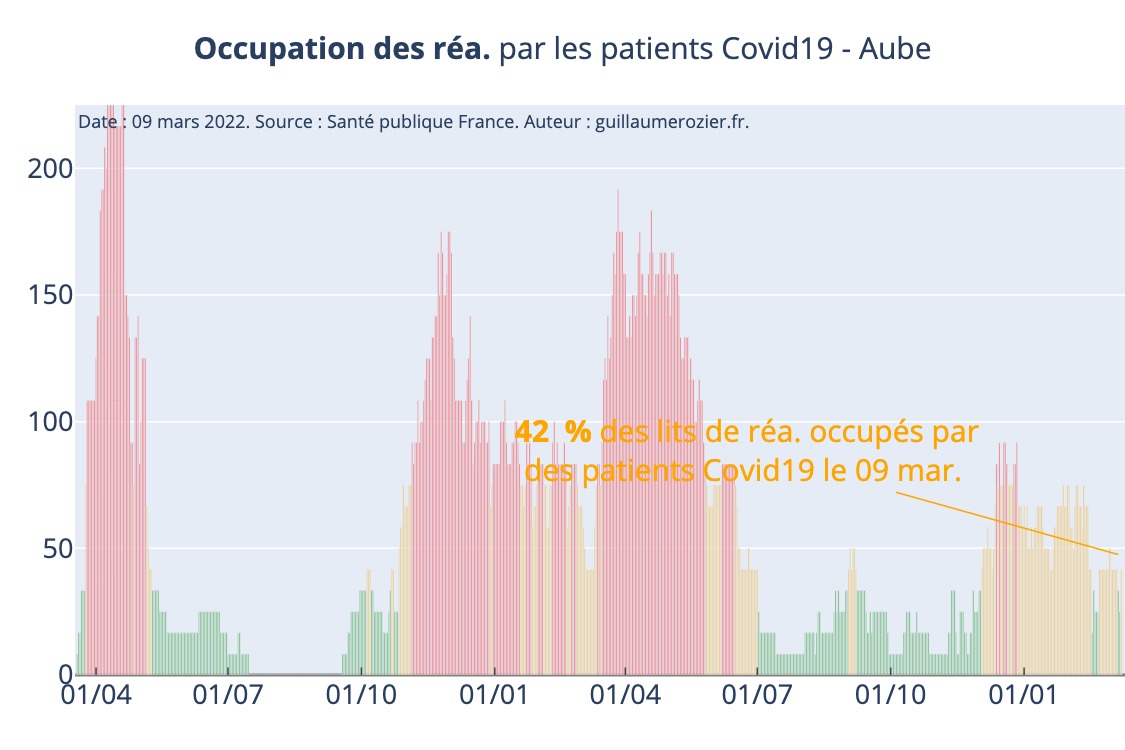 Occupation des réa. par les patients Covid19 - Aube
Date : 09 mars 2022. Source : Santé publique France. Auteur : guillaumerozier.fr.
200
150
100
50
0
42 % des lits de réa. occupés par
des patients Covid19 le 09 mar.
01/04 01/07 01/10 01/01 01/04 01/07 01/10 01/01